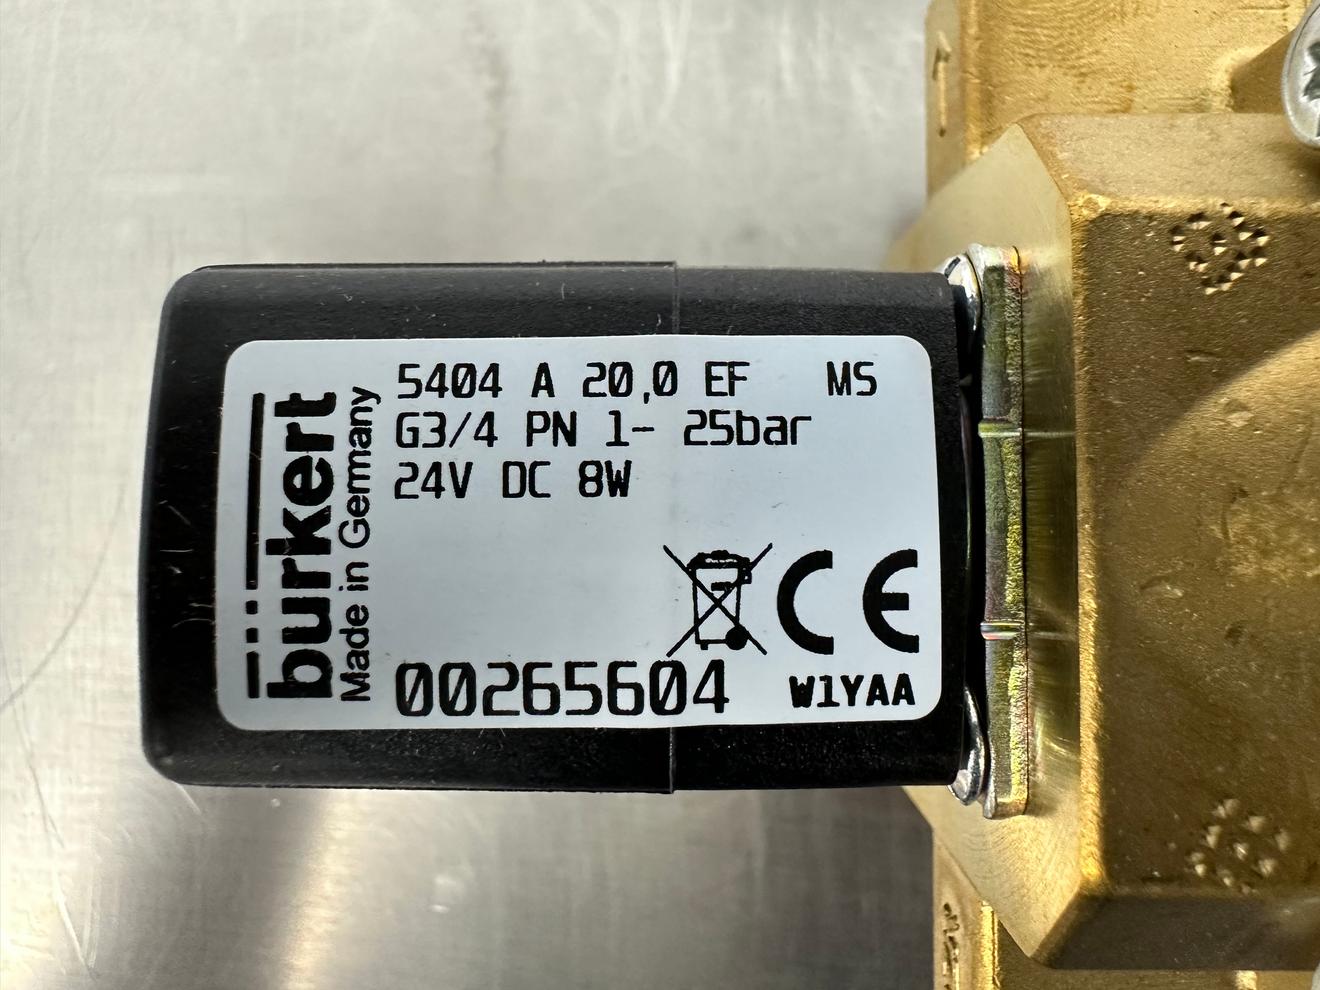 bürkert
Made in Germany
5404 A 20,0 EF MS
G3/4 PN 1- 25bar
24V DC 8W
CE
00265604 W1YAA